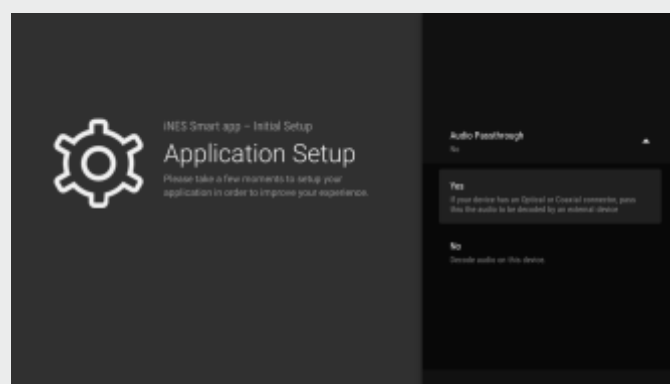 iNES Smart app – Initial Setup
Application Setup
Please take a few moments to setup your
application in order to improve your experience.
Audio Passthrough
No
Yes
If your device has an Optical or Coaxial connector, pass
thru the audio to be decoded by an external device
No
Decode audio on this device